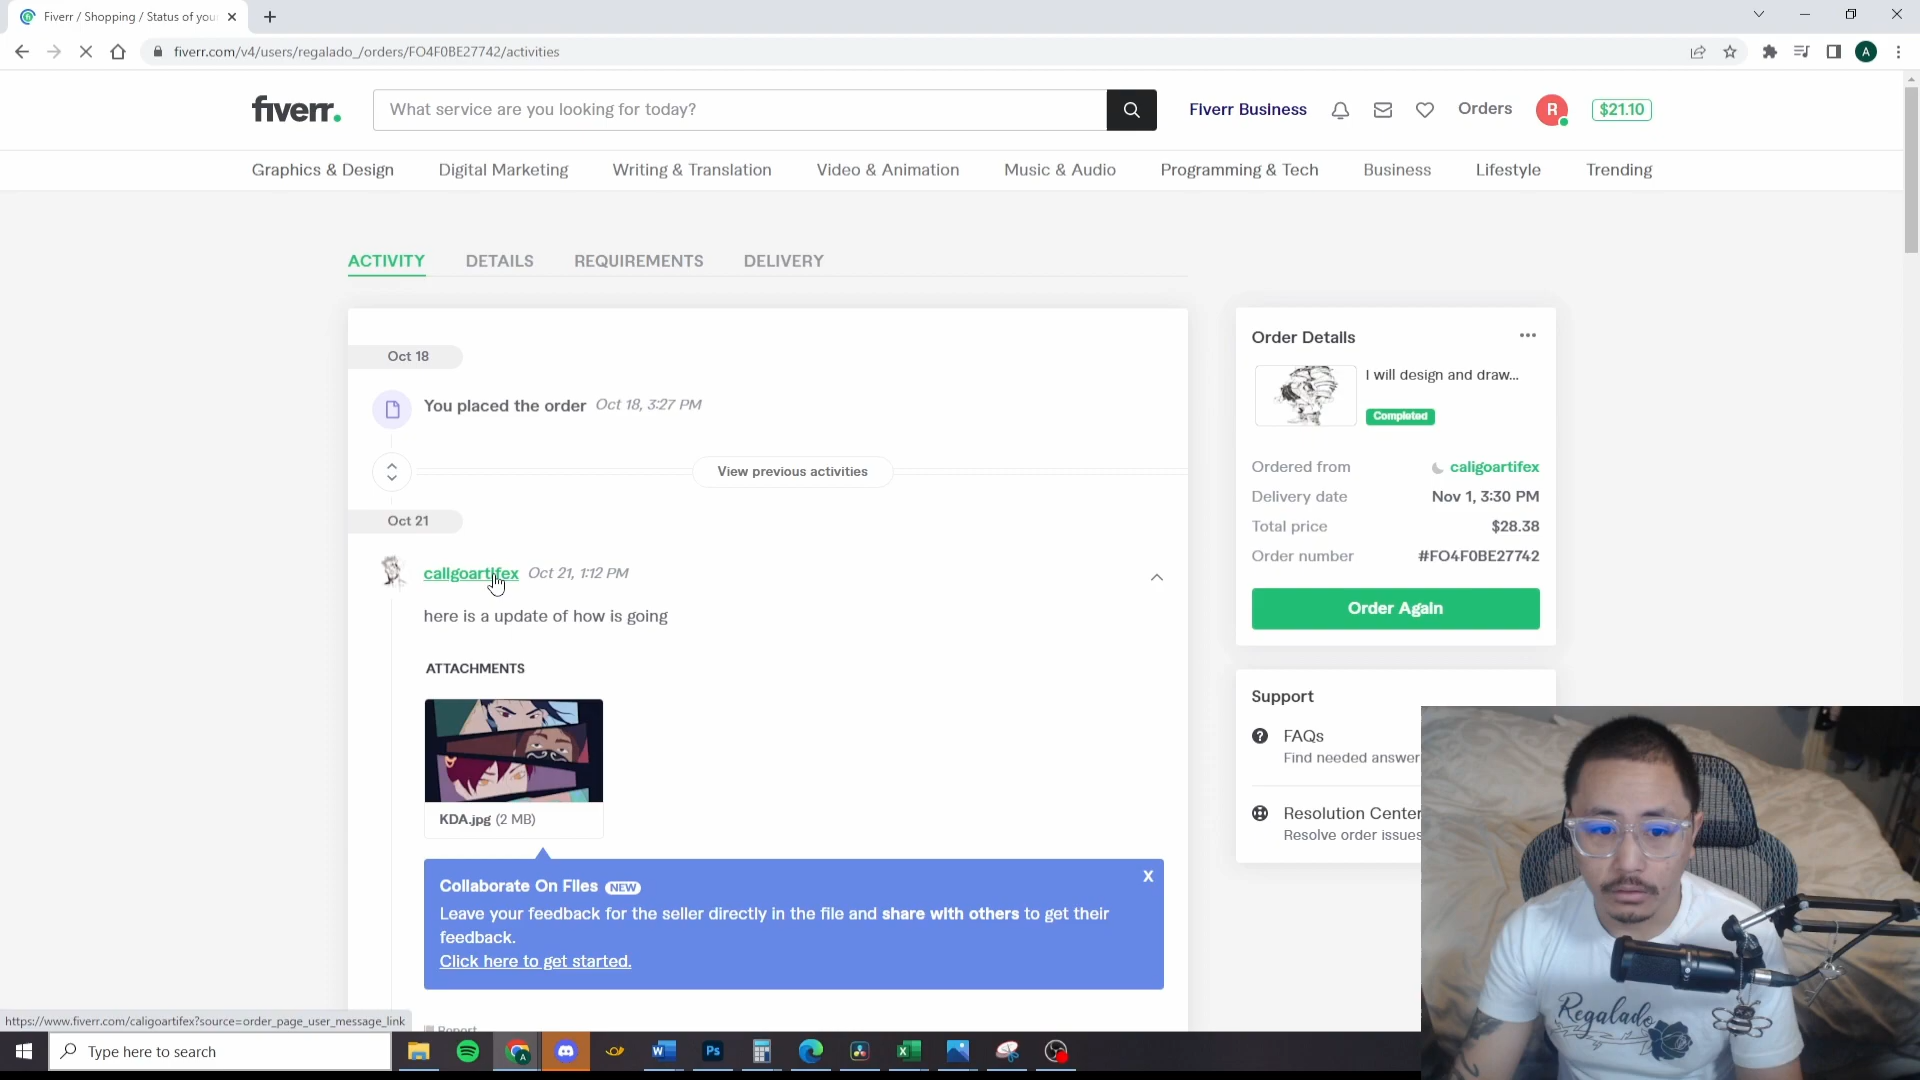 Fiverr / Shopping / Status of you
fiverr.com/v4/users/regalado_/orders/FO4F0BE27742/activities
A
fiverr.
What service are you looking for today?
Fiverr Business
Orders
R
$21.10
Graphics & Design
Digital Marketing
Writing & Translation
Video & Animation
Music & Audio
Programming & Tech
Business
Lifestyle
Trending
ACTIVITY
DETAILS
REQUIREMENTS
DELIVERY
Oct 18
You placed the order Oct 18, 3:27 PM
View previous activities
Oct 21
caligoartifex Oct 21, 1:12 PM
here is a update of how is going
ATTACHMENTS
KDA.jpg (2 MB)
Collaborate On Files NEW
X
Leave your feedback for the seller directly in the file and share with others to get their
feedback.
Click here to get started.
Report
Order Details
I will design and draw...
Completed
Ordered from caligoartifex
Delivery date Nov 1, 3:30 PM
Total price $28.38
Order number #FO4F0BE27742
Order Again
Support
FAQs
Find needed answer
Resolution Center
Resolve order issues
Regalado
https://www.fiverr.com/caligoartifex?source=order_page_user_message_link
Type here to search